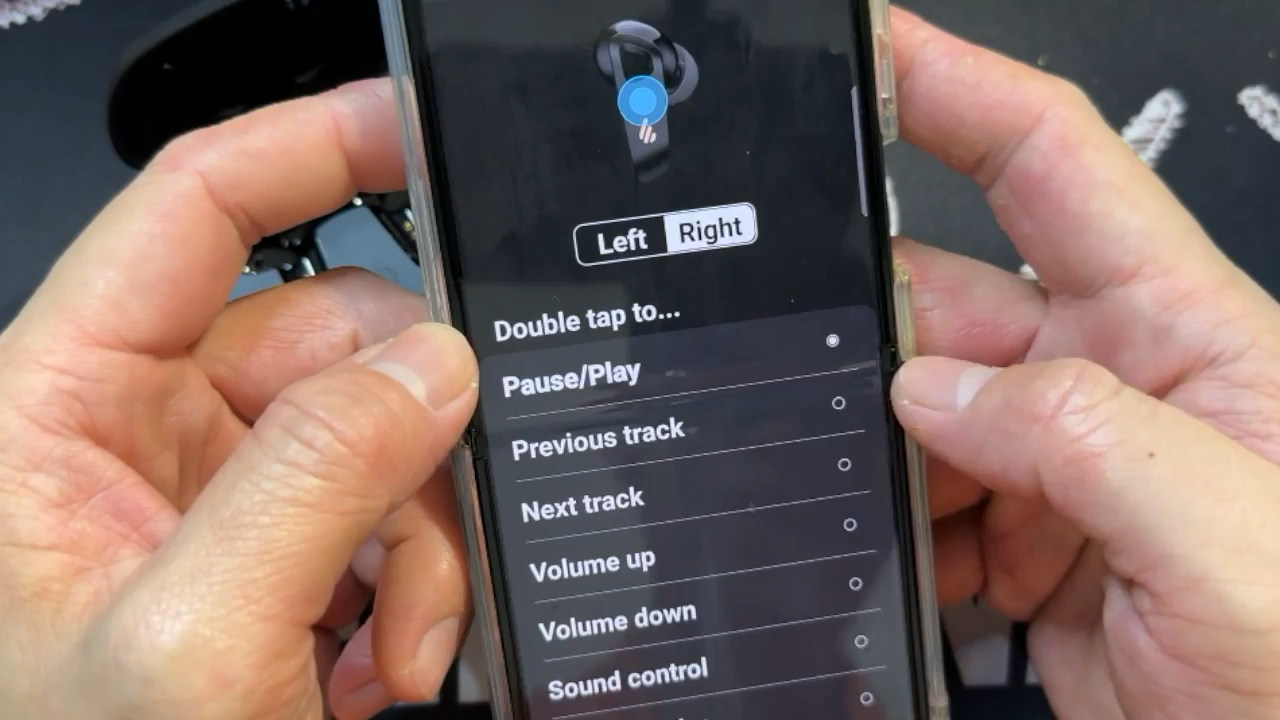 Left Right
Double tap to...
Pause/Play
Previous track
Next track
Volume up
Volume down
Sound control